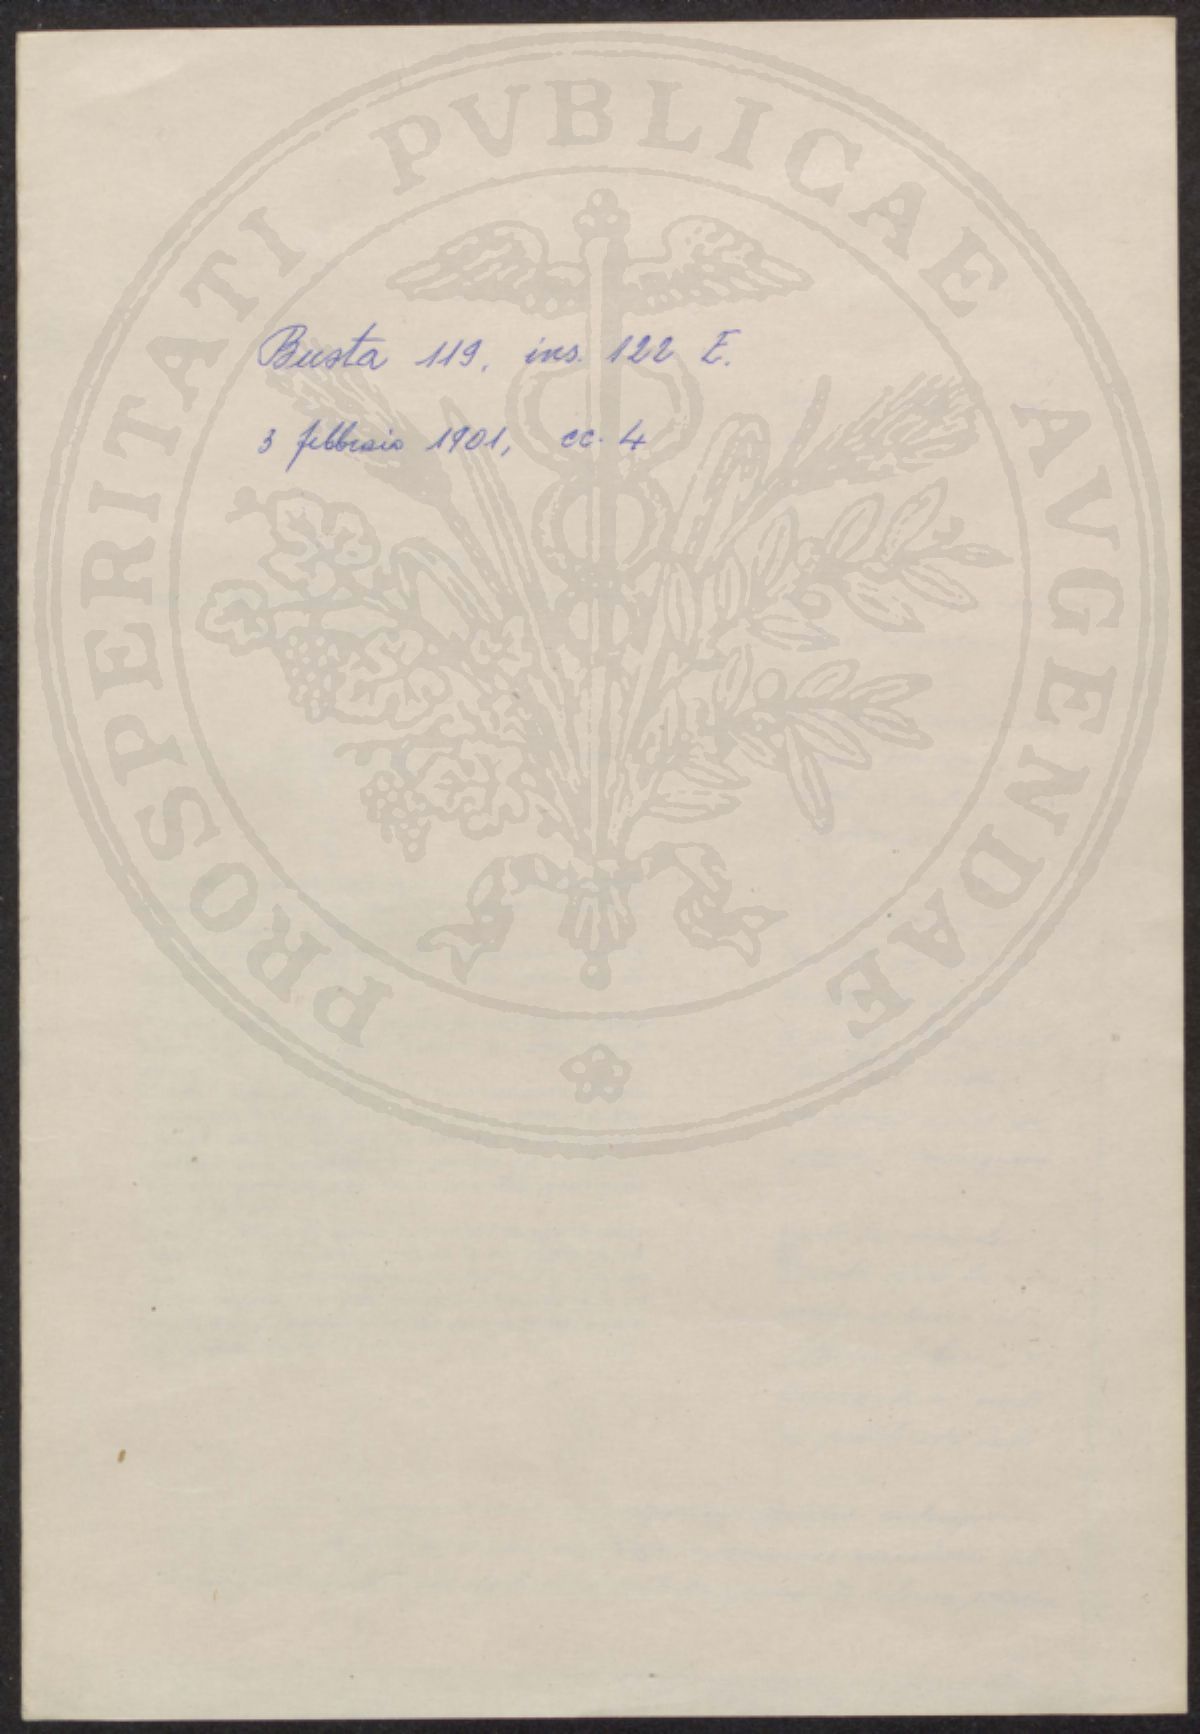 PROSPERITATI PVBLICAE AVGENDAE
Busta 119, ins. 122 E.
3 febbraio 1901, cc. 4